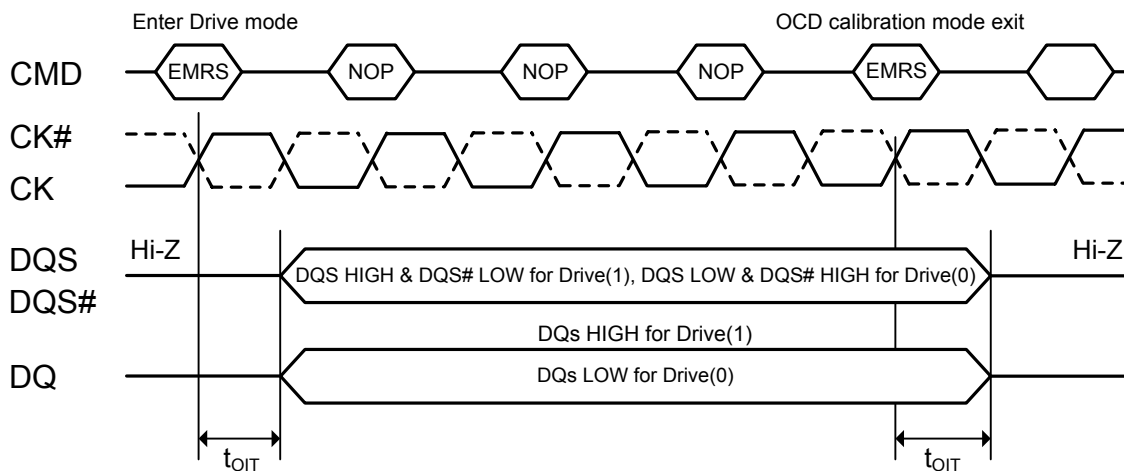 Enter Drive mode OCD calibration mode exit
CMD EMRS NOP NOP NOP EMRS
CK#
CK
Hi-Z Hi-Z
DQS DQS HIGH & DQS# LOW for Drive(1), DQS LOW & DQS# HIGH for Drive(0)
DQS#
DQs HIGH for Drive(1)
DQ DQs LOW for Drive(0)
tOIT tOIT